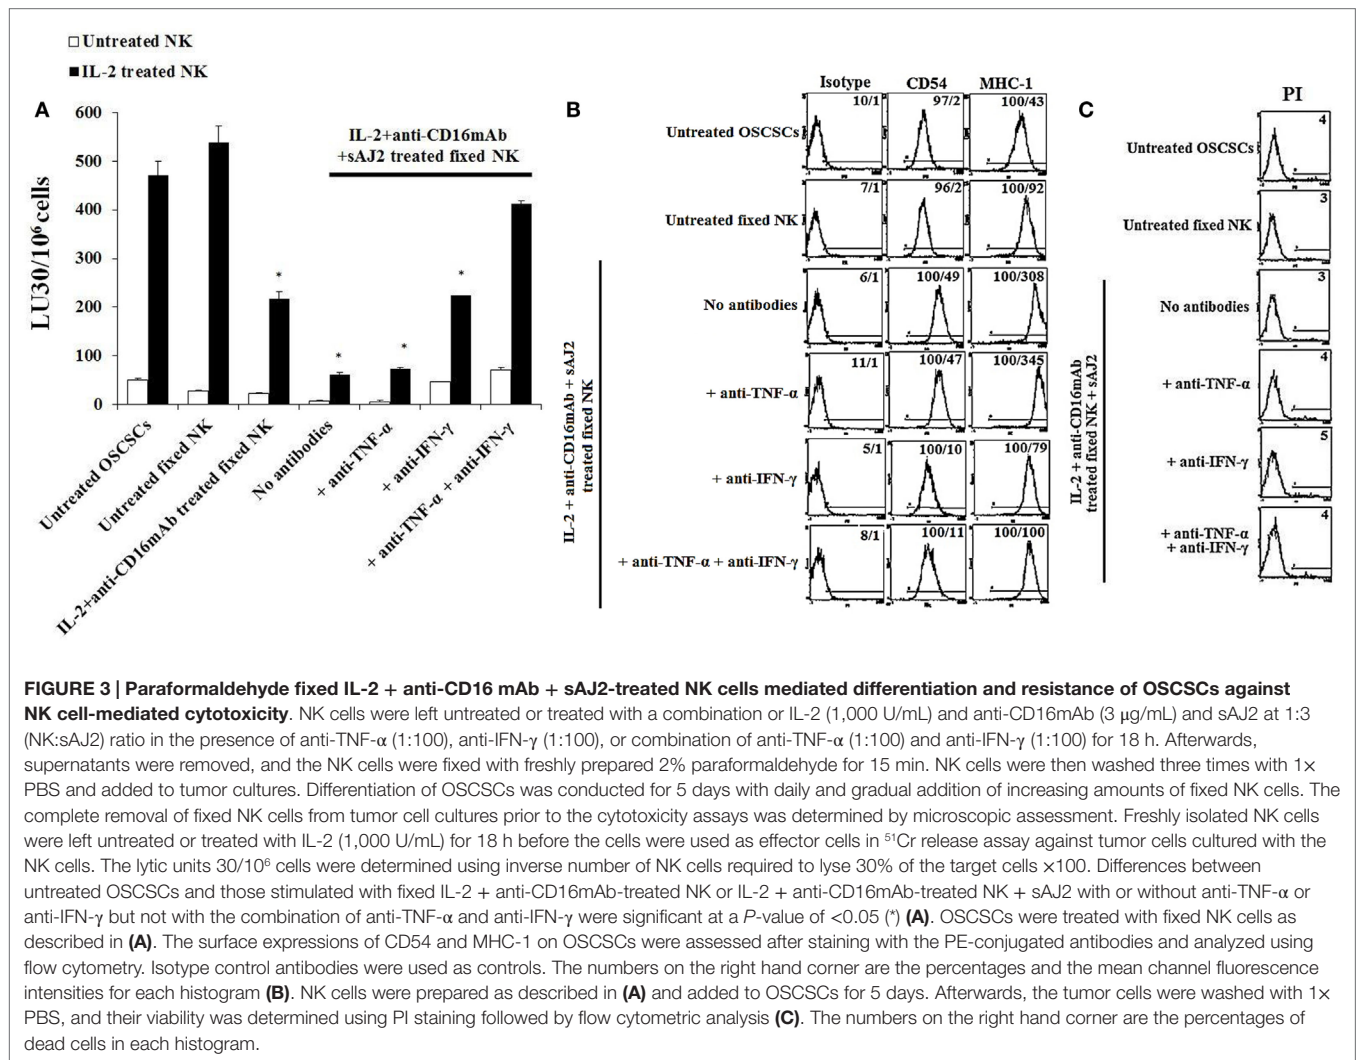 Untreated NK
IL-2 treated NK
A
LU30/10⁶ cells
600
500
400
300
200
100
0
IL-2+anti-CD16mAb
+sAJ2 treated fixed NK
*
*
*
*
Untreated OSCSCs
Untreated fixed NK
IL-2+anti-CD16mAb treated fixed NK
No antibodies
+ anti-TNF-α
+ anti-IFN-γ
+ anti-TNF-α + anti-IFN-γ
B
Isotype CD54 MHC-1
Untreated OSCSCs 10/1 97/2 100/43
Untreated fixed NK 7/1 96/2 100/92
No antibodies 6/1 100/49 100/308
+ anti-TNF-α 11/1 100/47 100/345
+ anti-IFN-γ 5/1 100/10 100/79
+ anti-TNF-α + anti-IFN-γ 8/1 100/11 100/100
IL-2 + anti-CD16mAb + sAJ2
treated fixed NK
C
PI
Untreated OSCSCs 4
Untreated fixed NK 3
No antibodies 3
+ anti-TNF-α 4
+ anti-IFN-γ 5
+ anti-TNF-α
+ anti-IFN-γ 4
IL-2 + anti-CD16mAb
treated fixed NK + sAJ2
FIGURE 3 | Paraformaldehyde fixed IL-2 + anti-CD16 mAb + sAJ2-treated NK cells mediated differentiation and resistance of OSCSCs against
NK cell-mediated cytotoxicity. NK cells were left untreated or treated with a combination or IL-2 (1,000 U/mL) and anti-CD16mAb (3 μg/mL) and sAJ2 at 1:3
(NK:sAJ2) ratio in the presence of anti-TNF-α (1:100), anti-IFN-γ (1:100), or combination of anti-TNF-α (1:100) and anti-IFN-γ (1:100) for 18 h. Afterwards,
supernatants were removed, and the NK cells were fixed with freshly prepared 2% paraformaldehyde for 15 min. NK cells were then washed three times with 1×
PBS and added to tumor cultures. Differentiation of OSCSCs was conducted for 5 days with daily and gradual addition of increasing amounts of fixed NK cells. The
complete removal of fixed NK cells from tumor cell cultures prior to the cytotoxicity assays was determined by microscopic assessment. Freshly isolated NK cells
were left untreated or treated with IL-2 (1,000 U/mL) for 18 h before the cells were used as effector cells in ⁵¹Cr release assay against tumor cells cultured with the
NK cells. The lytic units 30/10⁶ cells were determined using inverse number of NK cells required to lyse 30% of the target cells ×100. Differences between
untreated OSCSCs and those stimulated with fixed IL-2 + anti-CD16mAb-treated NK or IL-2 + anti-CD16mAb-treated NK + sAJ2 with or without anti-TNF-α or
anti-IFN-γ but not with the combination of anti-TNF-α and anti-IFN-γ were significant at a P-value of <0.05 (*) (A). OSCSCs were treated with fixed NK cells as
described in (A). The surface expressions of CD54 and MHC-1 on OSCSCs were assessed after staining with the PE-conjugated antibodies and analyzed using
flow cytometry. Isotype control antibodies were used as controls. The numbers on the right hand corner are the percentages and the mean channel fluorescence
intensities for each histogram (B). NK cells were prepared as described in (A) and added to OSCSCs for 5 days. Afterwards, the tumor cells were washed with 1×
PBS, and their viability was determined using PI staining followed by flow cytometric analysis (C). The numbers on the right hand corner are the percentages of
dead cells in each histogram.